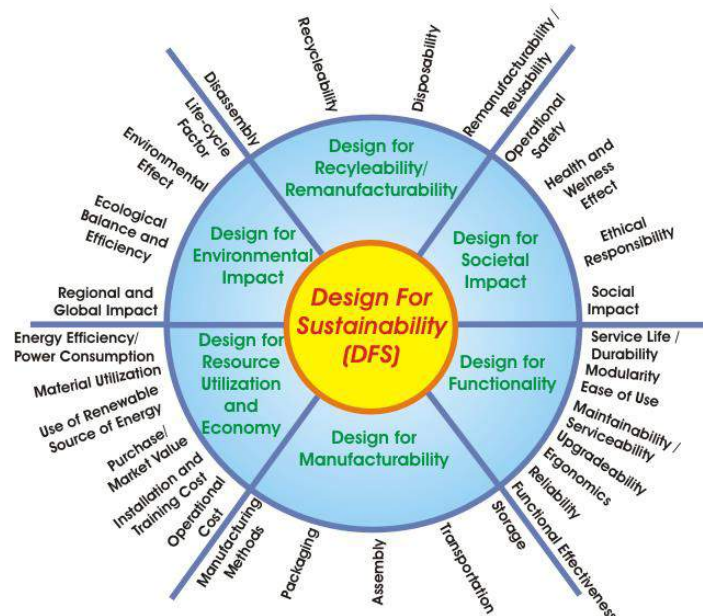 Disassembly
Recycleability
Disposability
Remanufacturability /
Reusability
Life-cycle
Factor
Environmental
Effect
Ecological
Balance and
Efficiency
Regional and
Global Impact
Operational
Safety
Health and
Welness
Effect
Ethical
Responsibility
Social
Impact
Design for
Recyleability/
Remanufacturability
Design for
Environmental
Impact
Design for
Societal
Impact
Design For
Sustainability
(DFS)
Design for
Resource
Utilization
and
Economy
Design for
Functionality
Design for
Manufacturability
Energy Efficiency/
Power Consumption
Material Utilization
Use of Renewable
Source of Energy
Purchase/
Market Value
Installation and
Training Cost
Operational
Cost
Service Life /
Durability
Modularity
Ease of Use
Maintainability /
Serviceability
Upgradeability
Ergonomics
Reliability
Functional Effectiveness
Manufacturing
Methods
Packaging
Assembly
Transportation
Storage